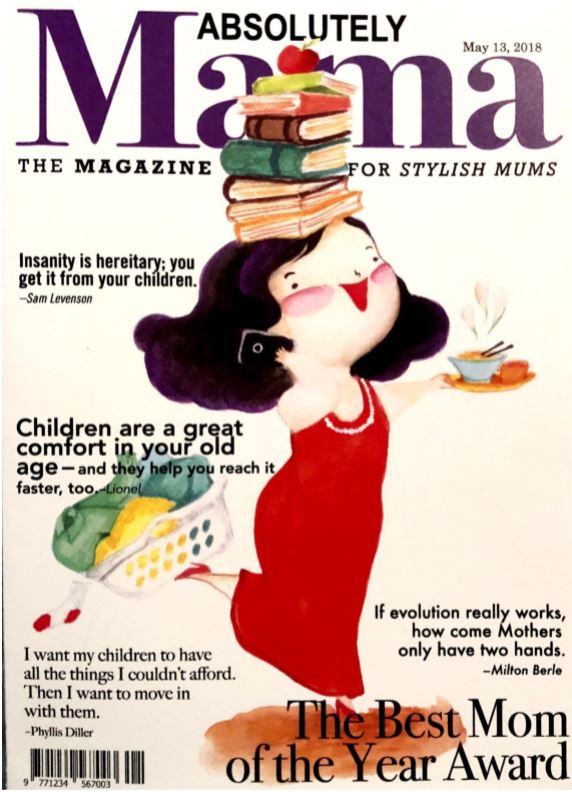 ABSOLUTELY
Mama
May 13, 2018
THE MAGAZINE FOR STYLISH MUMS
Insanity is hereditary; you
get it from your children.
–Sam Levenson
Children are a great
comfort in your old
age — and they help you reach it
faster, too.–Lionel
If evolution really works,
how come Mothers
only have two hands.
–Milton Berle
I want my children to have
all the things I couldn't afford.
Then I want to move in
with them.
-Phyllis Diller
The Best Mom
of the Year Award
9 771234 567003